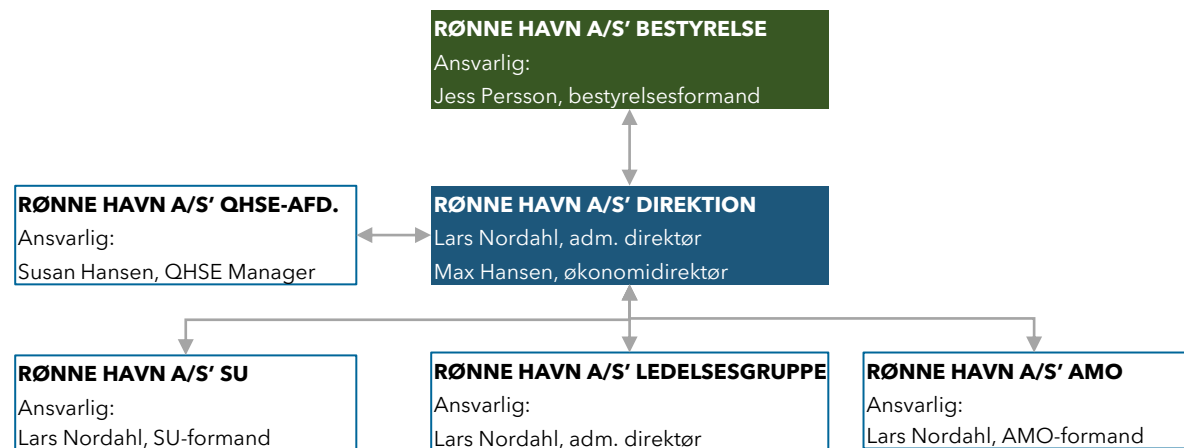 RØNNE HAVN A/S’ BESTYRELSE
Ansvarlig:
Jess Persson, bestyrelsesformand
RØNNE HAVN A/S’ QHSE-AFD.
Ansvarlig:
Susan Hansen, QHSE Manager
RØNNE HAVN A/S’ DIREKTION
Lars Nordahl, adm. direktør
Max Hansen, økonomidirektør
RØNNE HAVN A/S’ SU
Ansvarlig:
Lars Nordahl, SU-formand
RØNNE HAVN A/S’ LEDELSESGRUPPE
Ansvarlig:
Lars Nordahl, adm. direktør
RØNNE HAVN A/S’ AMO
Ansvarlig:
Lars Nordahl, AMO-formand